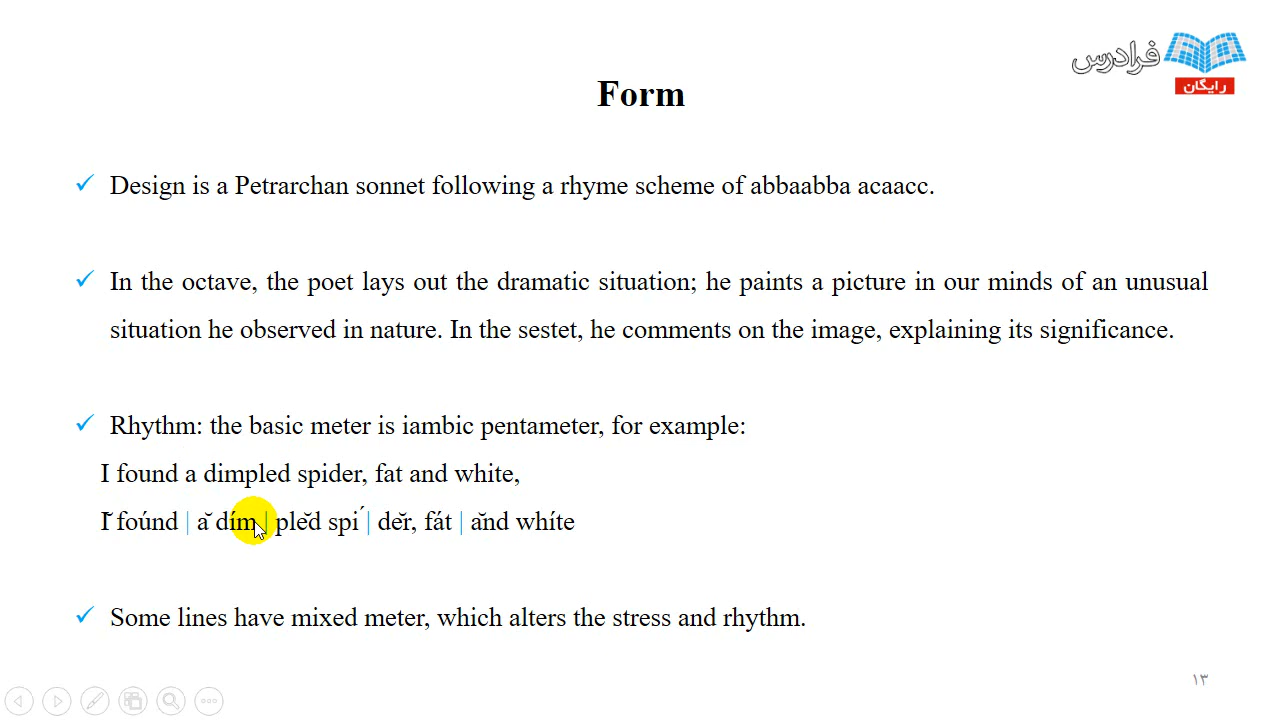 فرادرس
رایگان
Form
✓ Design is a Petrarchan sonnet following a rhyme scheme of abbaabba acaacc.
✓ In the octave, the poet lays out the dramatic situation; he paints a picture in our minds of an unusual
situation he observed in nature. In the sestet, he comments on the image, explaining its significance.
✓ Rhythm: the basic meter is iambic pentameter, for example:
I found a dimpled spider, fat and white,
Ĭ foúnd | ă dím | plĕd spí | dĕr, fát | ănd whíte
✓ Some lines have mixed meter, which alters the stress and rhythm.
۱۳